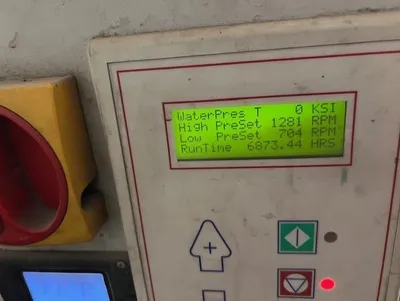 WaterPres T 0 KSI
High PreSet 1281 RPM
Low PreSet 704 RPM
RunTime 6873.44 HRS